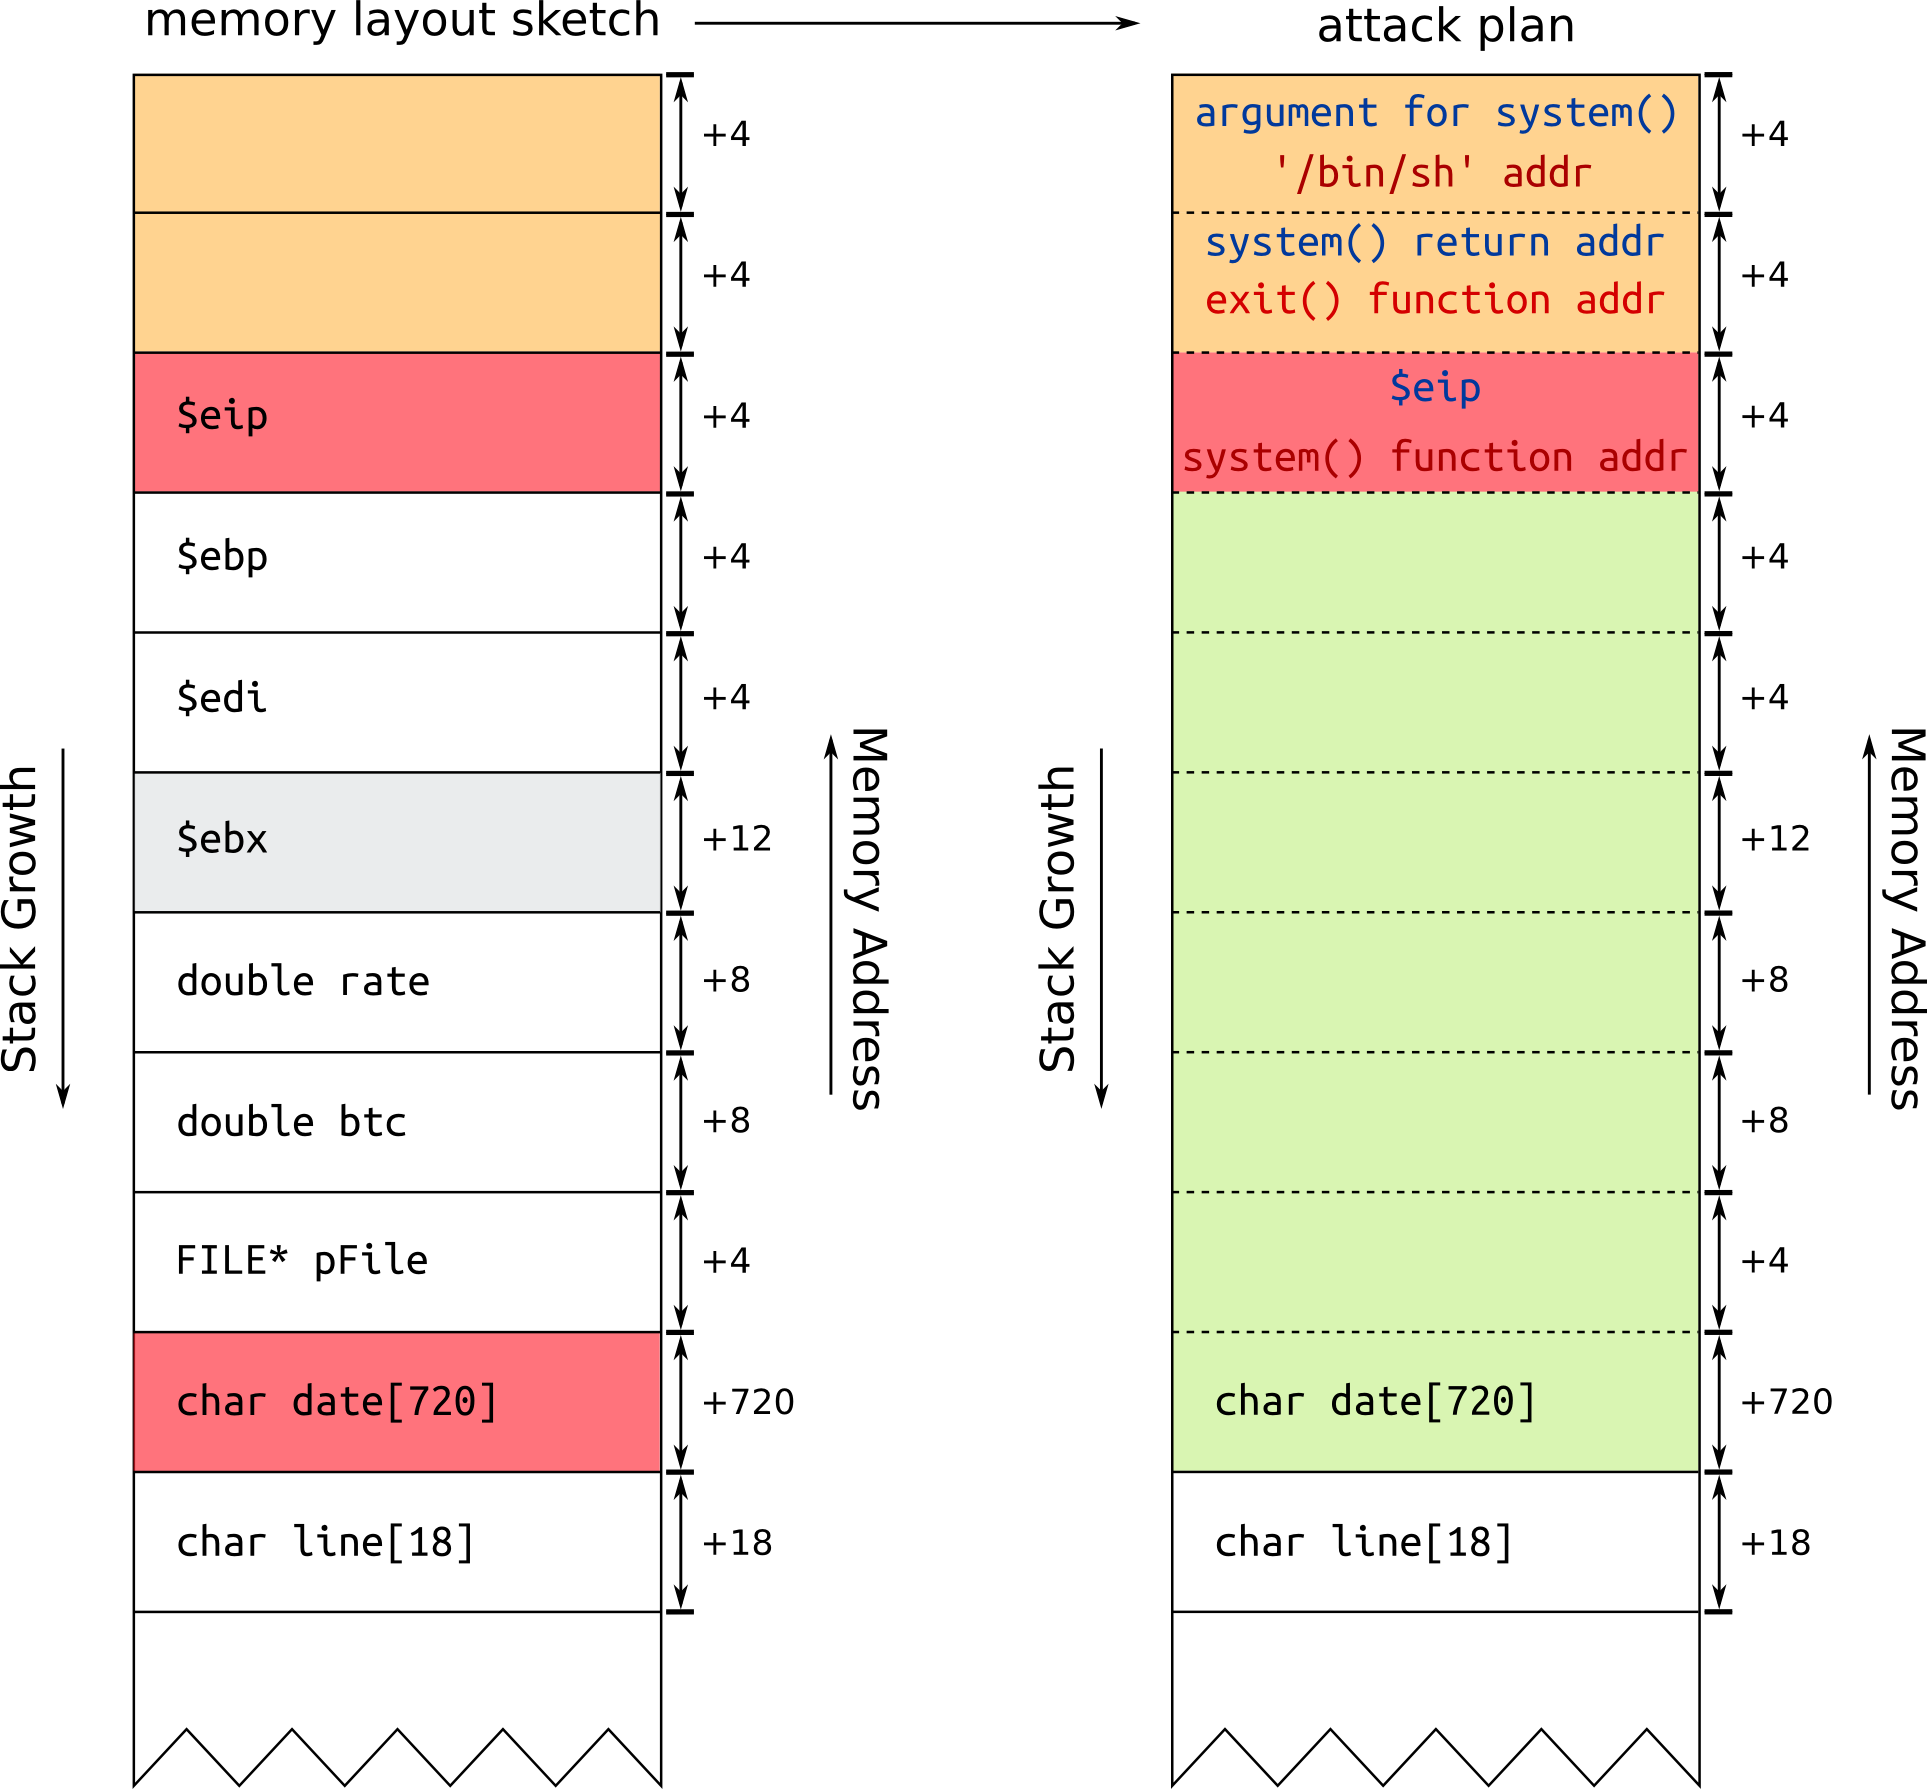 memory layout sketch
attack plan
+4
+4
$eip
+4
$ebp
+4
$edi
+4
$ebx
+12
double rate
+8
double btc
+8
FILE* pFile
+4
char date[720]
+720
char line[18]
+18
Stack Growth
Memory Address
argument for system()
'/bin/sh' addr
+4
system() return addr
exit() function addr
+4
$eip
system() function addr
+4
+4
+4
+12
+8
+8
+4
char date[720]
+720
char line[18]
+18
Stack Growth
Memory Address